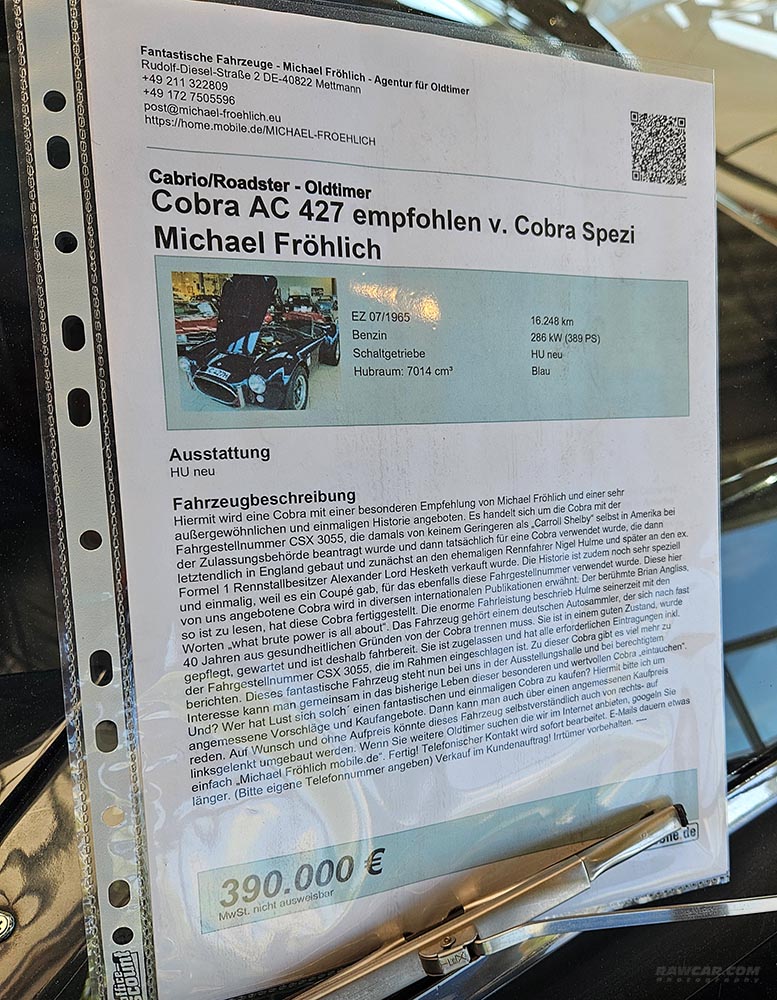 Fantastische Fahrzeuge - Michael Fröhlich - Agentur für Oldtimer
Rudolf-Diesel-Straße 2 DE-40822 Mettmann
+49 211 322809
+49 172 7505596
post@michael-froehlich.eu
https://home.mobile.de/MICHAEL-FROEHLICH
Cabrio/Roadster - Oldtimer
Cobra AC 427 empfohlen v. Cobra Spezi
Michael Fröhlich
EZ 07/1965 16.248 km
Benzin 286 kW (389 PS)
Schaltgetriebe HU neu
Hubraum: 7014 cm³ Blau
Ausstattung
HU neu
Fahrzeugbeschreibung
Hiermit wird eine Cobra mit einer besonderen Empfehlung von Michael Fröhlich und einer sehr
außergewöhnlichen und einmaligen Historie angeboten. Es handelt sich um die Cobra mit der
Fahrgestellnummer CSX 3055, die damals von keinem Geringeren als „Carroll Shelby“ selbst in Amerika bei
der Zulassungsbehörde beantragt wurde und dann tatsächlich für eine Cobra verwendet wurde, die dann
letztendlich in England gebaut und zunächst an den ehemaligen Rennfahrer Nigel Hulme und später an den ex.
Formel 1 Rennstallbesitzer Alexander Lord Hesketh verkauft wurde. Die Historie ist zudem noch sehr speziell
und einmalig, weil es ein Coupé gab, für das ebenfalls diese Fahrgestellnummer verwendet wurde. Diese hier
von uns angebotene Cobra wird in diversen internationalen Publikationen erwähnt. Der berühmte Brian Angliss,
so ist zu lesen, hat diese Cobra fertiggestellt. Die enorme Fahrleistung beschrieb Hulme seinerzeit mit den
Worten „what brute power is all about“. Das Fahrzeug gehört einem deutschen Autosammler, der sich nach fast
40 Jahren aus gesundheitlichen Gründen von der Cobra trennen muss. Sie ist in einem guten Zustand, wurde
gepflegt, gewartet und ist deshalb fahrbereit. Sie ist zugelassen und hat alle erforderlichen Eintragungen inkl.
der Fahrgestellnummer CSX 3055, die im Rahmen eingeschlagen ist. Zu dieser Cobra gibt es viel mehr zu
berichten. Dieses fantastische Fahrzeug steht nun bei uns in der Ausstellungshalle und bei berechtigtem
Interesse kann man gemeinsam in das bisherige Leben dieser besonderen und wertvollen Cobra „eintauchen“.
Und? Wer hat Lust sich solch´ einen fantastischen und einmaligen Cobra zu kaufen? Hiermit bitte ich um
angemessene Vorschläge und Kaufangebote. Dann kann man auch über einen angemessenen Kaufpreis
reden. Auf Wunsch und ohne Aufpreis könnte dieses Fahrzeug selbstverständlich auch von rechts- auf
linksgelenkt umgebaut werden. Wenn Sie weitere Oldtimer suchen die wir im Internet anbieten, googeln Sie
einfach „Michael Fröhlich mobile.de“. Fertig! Telefonischer Kontakt wird sofort bearbeitet. E-Mails dauern etwas
länger. (Bitte eigene Telefonnummer angeben) Verkauf im Kundenauftrag! Irrtümer vorbehalten. ----
390.000 €
MwSt. nicht ausweisbar
office
discount
RAWCAR.COM
Photography